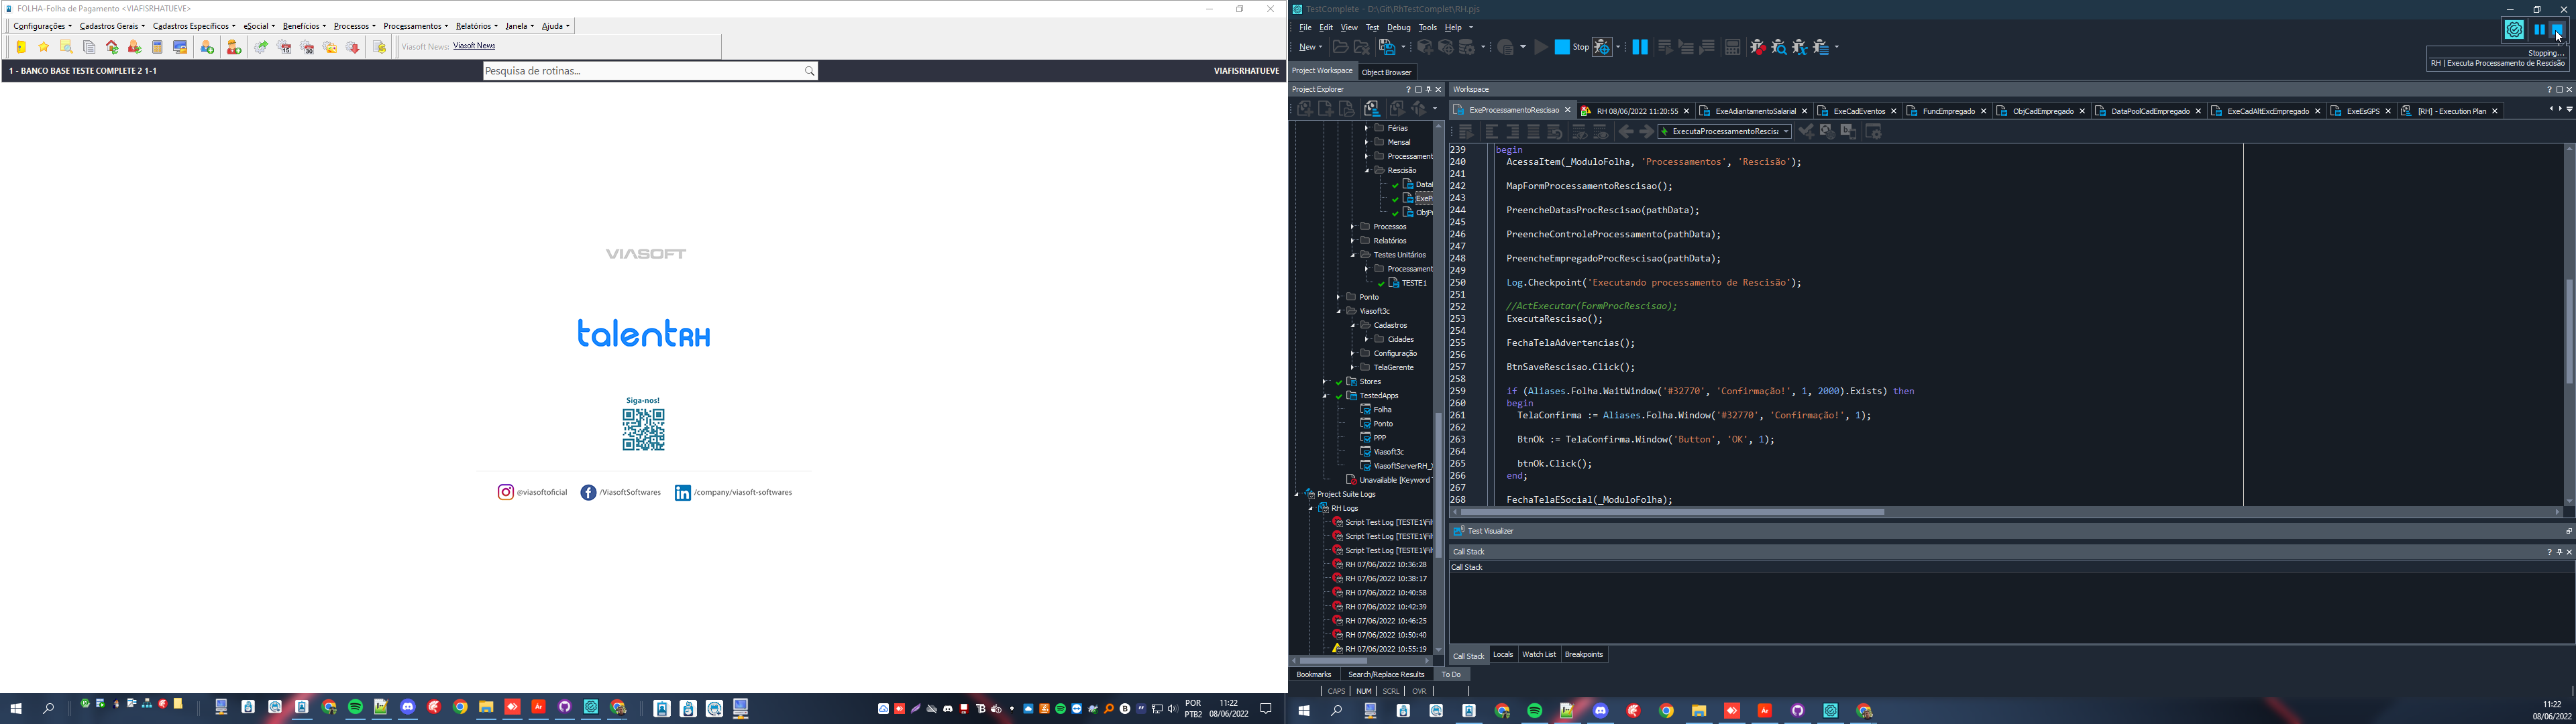 FOLHA-Folha de Pagamento <VIAFISRHATUEVE>
Configurações Cadastros Gerais Cadastros Específicos eSocial Benefícios Processos Processamentos Relatórios Janela Ajuda
Viasoft News: Viasoft News
1 - BANCO BASE TESTE COMPLETE 2 1-1
Pesquisa de rotinas...
VIAFISRHATUEVE
VIASOFT
talentRH
Siga-nos!
@viasoftoficial
/ViasoftSoftwares
/company/viasoft-softwares
POR
PTB2
11:22
08/06/2022
TestComplete - D:\Git\RhTestComplet\RH.pjs
File Edit View Test Debug Tools Help
New
Stop
Stopping...
RH | Executa Processamento de Rescisão
Project Workspace
Object Browser
Project Explorer
Férias
Mensal
Processament
Rescisão
ExeP
ObjPr
Processos
Relatórios
Testes Unitários
Processament
TESTE1
Ponto
Viasoft3c
Cadastros
Cidades
Configuração
TelaGerente
Stores
TestedApps
Folha
Ponto
PPP
Viasoft3c
ViasoftServerRH_
Unavailable [Keyword
Project Suite Logs
RH Logs
Script Test Log [TESTE1\
Script Test Log [TESTE1\
Script Test Log [TESTE1\
RH 07/06/2022 10:36:28
RH 07/06/2022 10:38:17
RH 07/06/2022 10:40:58
RH 07/06/2022 10:42:39
RH 07/06/2022 10:46:25
RH 07/06/2022 10:50:40
RH 07/06/2022 10:55:19
Bookmarks
Search/Replace Results
To Do
CAPS NUM SCRL OVR
Workspace
ExeProcessamentoRescisao
RH 08/06/2022 11:20:55
ExeAdiantamentoSalarial
ExeCadEventos
FuncEmpregado
ObjCadEmpregado
DataPoolCadEmpregado
ExeCadAltExcEmpregado
ExeEsGPS
[RH] - Execution Plan
ExecutaProcessamentoRescis
239 begin
240 AcessaItem(_ModuloFolha, 'Processamentos', 'Rescisão');
241
242 MapFormProcessamentoRescisao();
243
244 PreencheDatasProcRescisao(pathData);
245
246 PreencheControleProcessamento(pathData);
247
248 PreencheEmpregadoProcRescisao(pathData);
249
250 Log.Checkpoint('Executando processamento de Rescisão');
251
252 //ActExecutar(FormProcRescisao);
253 ExecutaRescisao();
254
255 FechaTelaAdvertencias();
256
257 BtnSaveRescisao.Click();
258
259 if (Aliases.Folha.WaitWindow('#32770', 'Confirmação!', 1, 2000).Exists) then
260 begin
261 TelaConfirma := Aliases.Folha.Window('#32770', 'Confirmação!', 1);
262
263 BtnOk := TelaConfirma.Window('Button', 'OK', 1);
264
265 btnOk.Click();
266 end;
267
268 FechaTelaESocial(_ModuloFolha);
Test Visualizer
Call Stack
Call Stack
Call Stack
Locals
Watch List
Breakpoints
11:22
08/06/2022